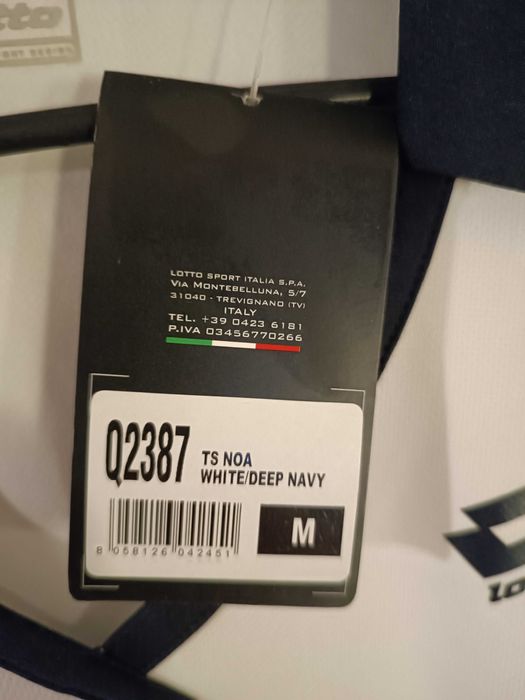 LOTTO SPORT ITALIA S.P.A.
VIA MONTEBELLUNA, 5/7
31040 - TREVIGNANO (TV)
ITALY
TEL. +39 0423 6181
P.IVA 03456770266
Q2387
TS NOA
WHITE/DEEP NAVY
8 058126 042451
M